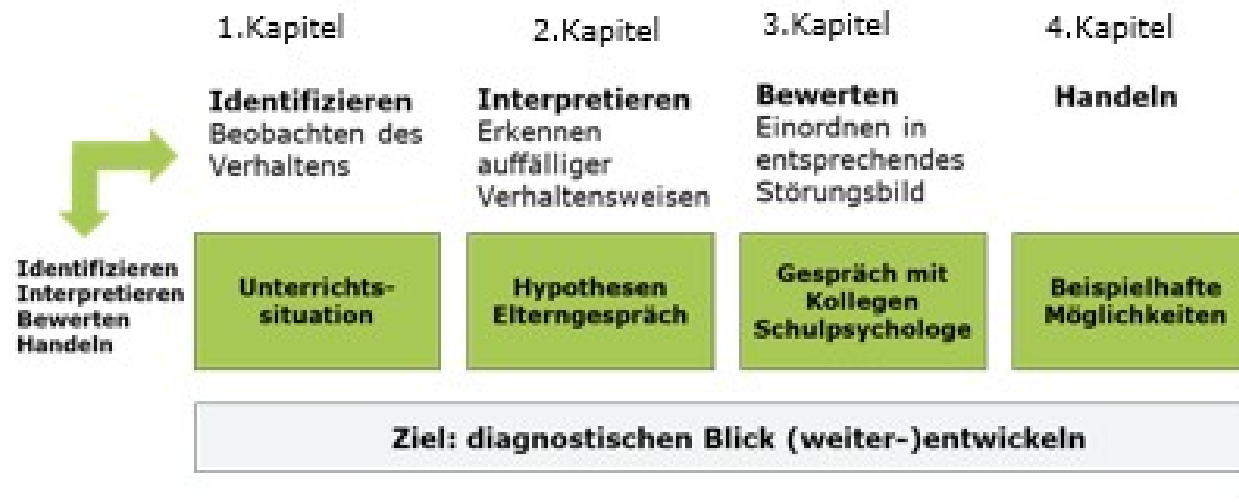 1.Kapitel
2.Kapitel
3.Kapitel
4.Kapitel
Identifizieren
Beobachten des
Verhaltens
Interpretieren
Erkennen
auffälliger
Verhaltensweisen
Bewerten
Einordnen in
entsprechendes
Störungsbild
Handeln
Identifizieren
Interpretieren
Bewerten
Handeln
Unterrichts-
situation
Hypothesen
Elterngespräch
Gespräch mit
Kollegen
Schulpsychologe
Beispielhafte
Möglichkeiten
Ziel: diagnostischen Blick (weiter-)entwickeln